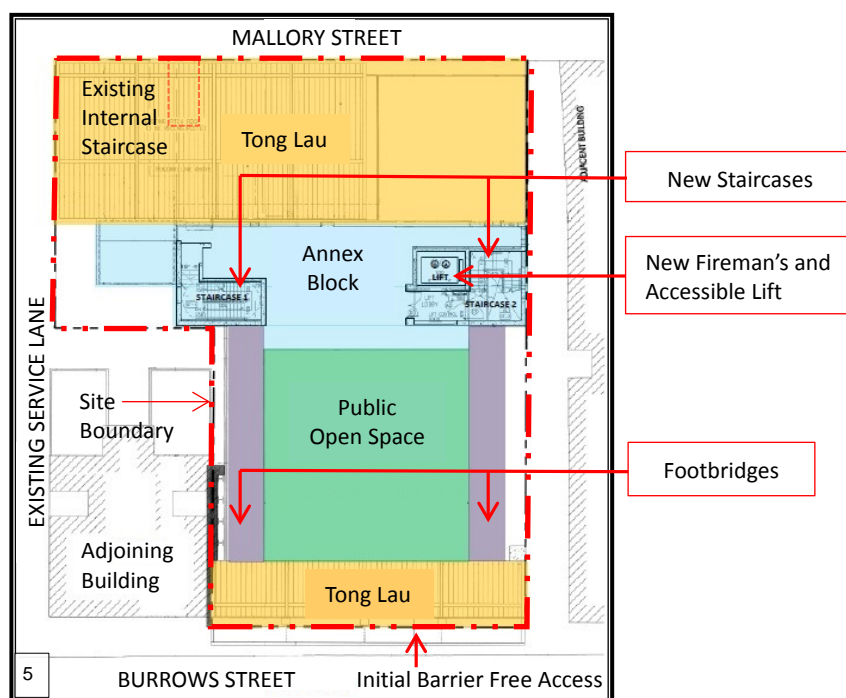 MALLORY STREET
Existing
Internal
Staircase
Tong Lau
ADJACENT BUILDING
New Staircases
Annex
Block
LIFT
New Fireman's and
Accessible Lift
STAIRCASE 1
LIFT
LOBBY
STAIRCASE 2
EXISTING SERVICE LANE
Site
Boundary
Public
Open Space
Footbridges
Adjoining
Building
Tong Lau
5
BURROWS STREET
Initial Barrier Free Access